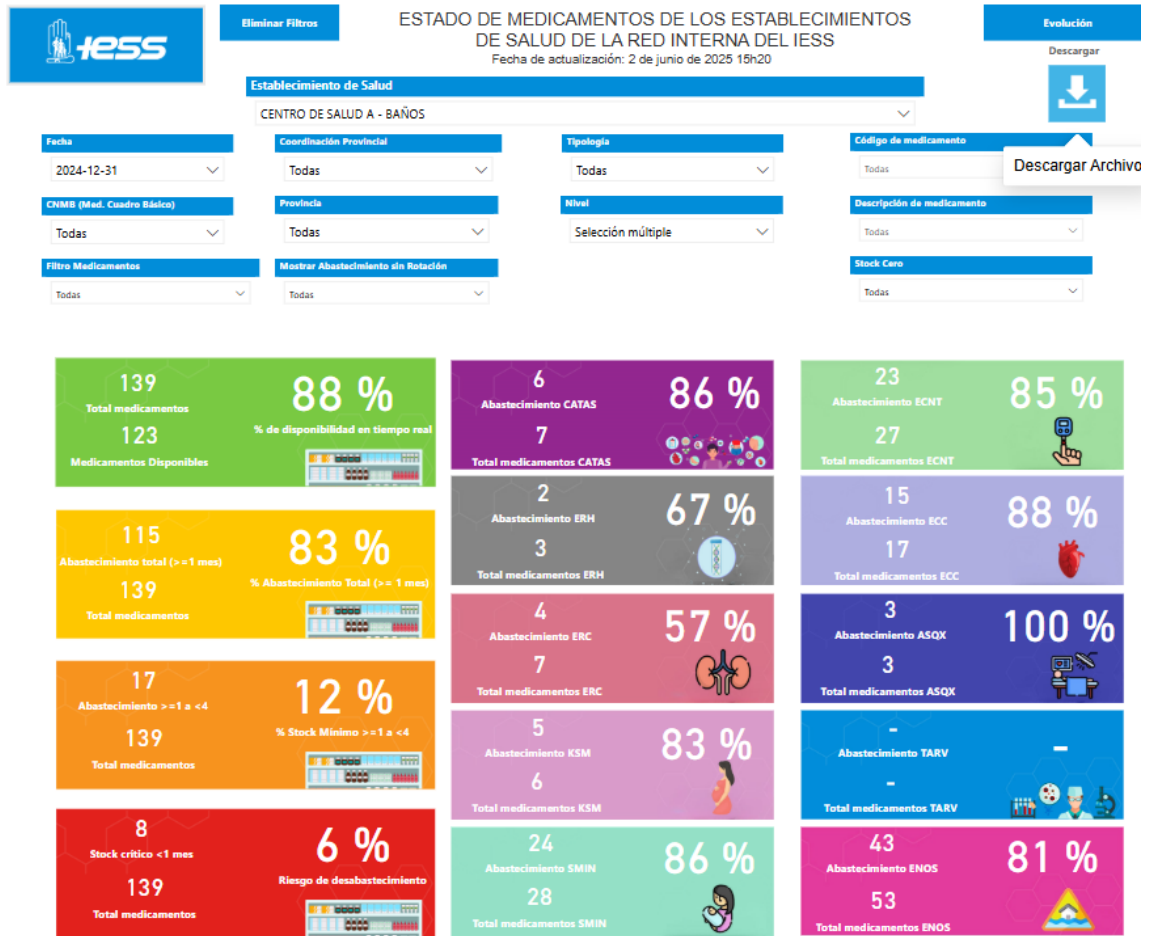 iess
Eliminar Filtros
ESTADO DE MEDICAMENTOS DE LOS ESTABLECIMIENTOS
DE SALUD DE LA RED INTERNA DEL IESS
Fecha de actualización: 2 de junio de 2025 15h20
Evolución
Descargar
Establecimiento de Salud
CENTRO DE SALUD A - BAÑOS
Fecha
2024-12-31
Coordinación Provincial
Todas
Tipología
Todas
Código de medicamento
Todas
Descargar Archivo
CNMB (Med. Cuadro Básico)
Todas
Provincia
Todas
Nivel
Selección múltiple
Descripción de medicamento
Todas
Filtro Medicamentos
Todas
Mostrar Abastecimiento sin Rotación
Todas
Stock Cero
Todas
139
Total medicamentos
123
Medicamentos Disponibles
88 %
% de disponibilidad en tiempo real
115
Abastecimiento total (>=1 mes)
139
Total medicamentos
83 %
% Abastecimiento Total (>= 1 mes)
17
Abastecimiento >=1 a <4
139
Total medicamentos
12 %
% Stock Mínimo >=1 a <4
8
Stock crítico <1 mes
139
Total medicamentos
6 %
Riesgo de desabastecimiento
6
Abastecimiento CATAS
7
Total medicamentos CATAS
86 %
2
Abastecimiento ERH
3
Total medicamentos ERH
67 %
4
Abastecimiento ERC
7
Total medicamentos ERC
57 %
5
Abastecimiento KSM
6
Total medicamentos KSM
83 %
24
Abastecimiento SMIN
28
Total medicamentos SMIN
86 %
23
Abastecimiento ECNT
27
Total medicamentos ECNT
85 %
15
Abastecimiento ECC
17
Total medicamentos ECC
88 %
3
Abastecimiento ASQX
3
Total medicamentos ASQX
100 %
-
Abastecimiento TARV
-
Total medicamentos TARV
-
43
Abastecimiento ENOS
53
Total medicamentos ENOS
81 %